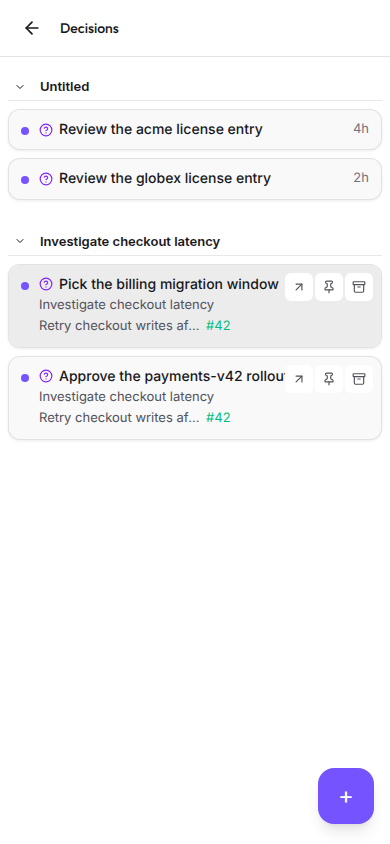 Decisions
Untitled
Review the acme license entry 4h
Review the globex license entry 2h
Investigate checkout latency
Pick the billing migration window
Investigate checkout latency
Retry checkout writes af... #42
Approve the payments-v42 rollout
Investigate checkout latency
Retry checkout writes af... #42